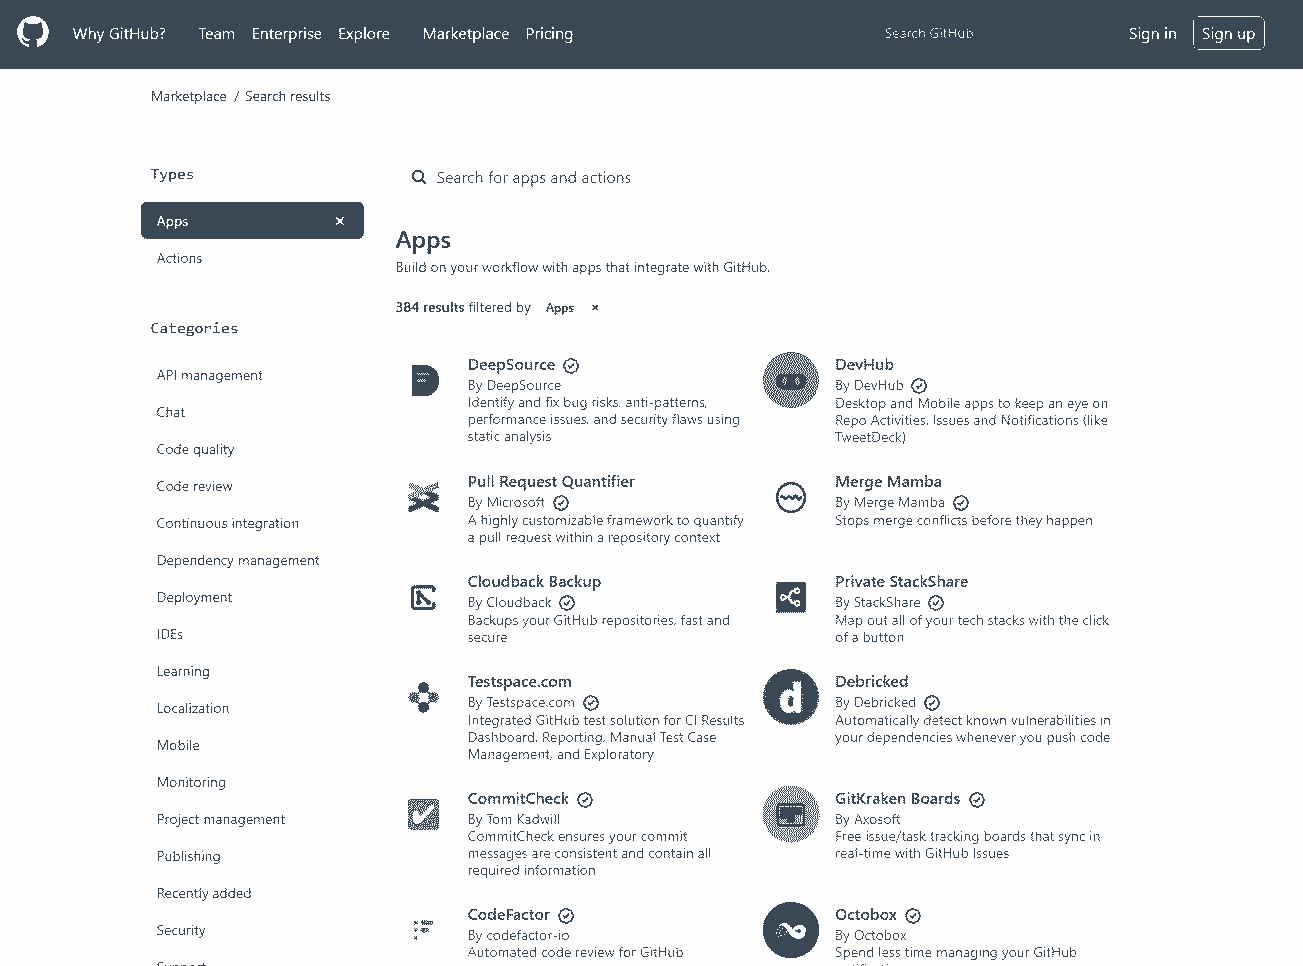 Why GitHub? Team Enterprise Explore Marketplace Pricing Search GitHub Sign in Sign up
Marketplace / Search results
Types
Apps ×
Actions
Categories
API management
Chat
Code quality
Code review
Continuous integration
Dependency management
Deployment
IDEs
Learning
Localization
Mobile
Monitoring
Project management
Publishing
Recently added
Security
Support
Search for apps and actions
Apps
Build on your workflow with apps that integrate with GitHub.
384 results filtered by Apps ×
DeepSource
By DeepSource
Identify and fix bug risks, anti-patterns,
performance issues, and security flaws using
static analysis
DevHub
By DevHub
Desktop and Mobile apps to keep an eye on
Repo Activities, Issues and Notifications (like
TweetDeck)
Pull Request Quantifier
By Microsoft
A highly customizable framework to quantify
a pull request within a repository context
Merge Mamba
By Merge Mamba
Stops merge conflicts before they happen
Cloudback Backup
By Cloudback
Backups your GitHub repositories, fast and
secure
Private StackShare
By StackShare
Map out all of your tech stacks with the click
of a button
Testspace.com
By Testspace.com
Integrated GitHub test solution for CI Results
Dashboard, Reporting, Manual Test Case
Management, and Exploratory
Debricked
By Debricked
Automatically detect known vulnerabilities in
your dependencies whenever you push code
CommitCheck
By Tom Kadwill
CommitCheck ensures your commit
messages are consistent and contain all
required information
GitKraken Boards
By Axosoft
Free issue/task tracking boards that sync in
real-time with GitHub Issues
CodeFactor
By codefactor-io
Automated code review for GitHub
Octobox
By Octobox
Spend less time managing your GitHub